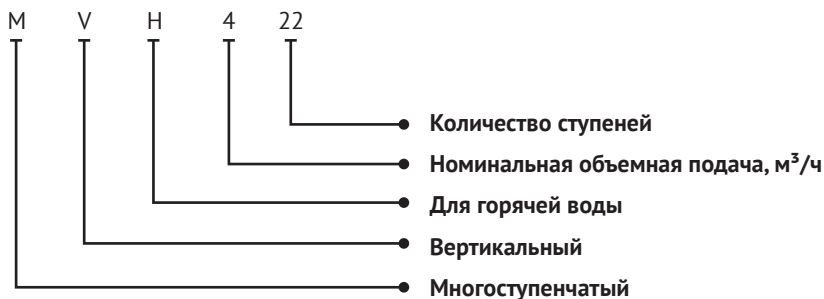 M V H 4 22
Количество ступеней
Номинальная объемная подача, м³/ч
Для горячей воды
Вертикальный
Многоступенчатый